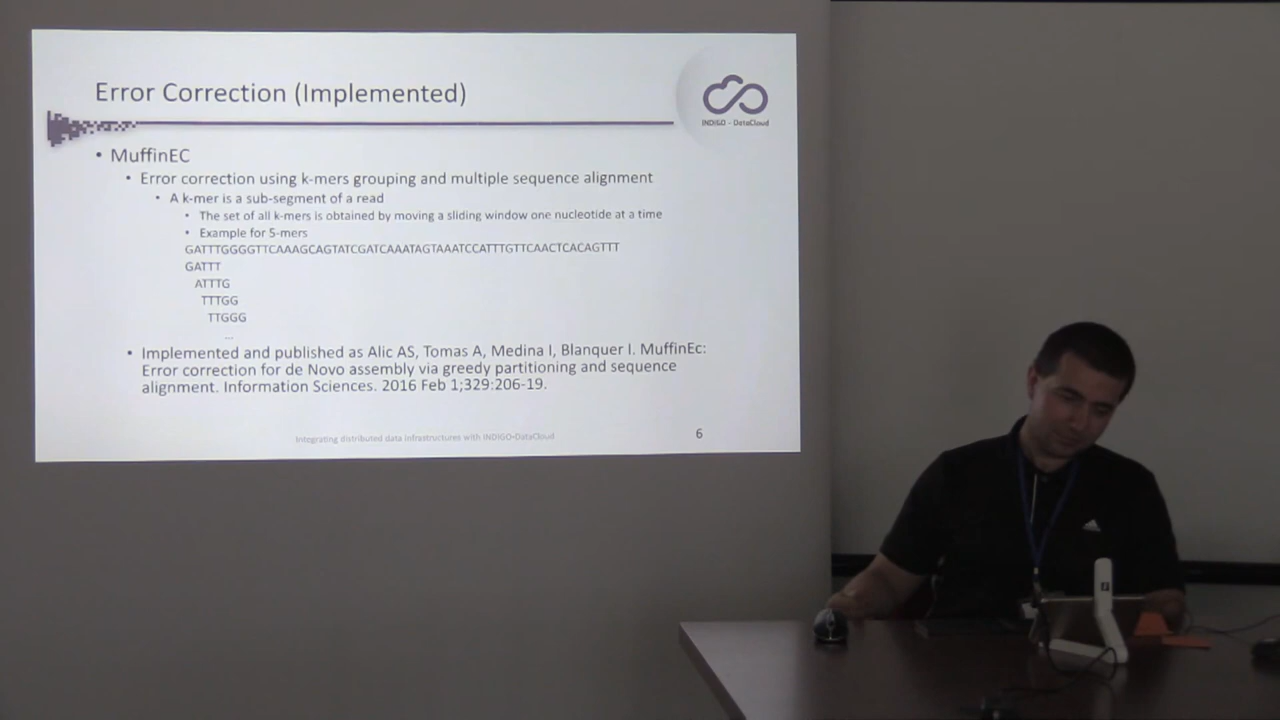 Error Correction (Implemented)
INDIGO - DataCloud
• MuffinEC
• Error correction using k-mers grouping and multiple sequence alignment
• A k-mer is a sub-segment of a read
• The set of all k-mers is obtained by moving a sliding window one nucleotide at a time
• Example for 5-mers
GATTTGGGGTTCAAAGCAGTATCGATCAAATAGTAAATCCATTTGTTCAACTCACAGTTT
GATTT
ATTTG
TTTGG
TTGGG
...
• Implemented and published as Alic AS, Tomas A, Medina I, Blanquer I. MuffinEc:
Error correction for de Novo assembly via greedy partitioning and sequence
alignment. Information Sciences. 2016 Feb 1;329:206-19.
Integrating distributed data infrastructures with INDIGO-DataCloud
6